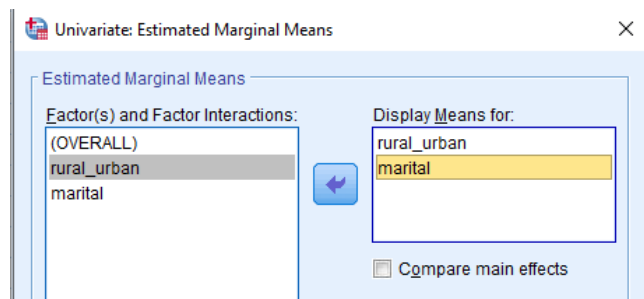 Univariate: Estimated Marginal Means
Estimated Marginal Means
Factor(s) and Factor Interactions:
(OVERALL)
rural_urban
marital
Display Means for:
rural_urban
marital
Compare main effects